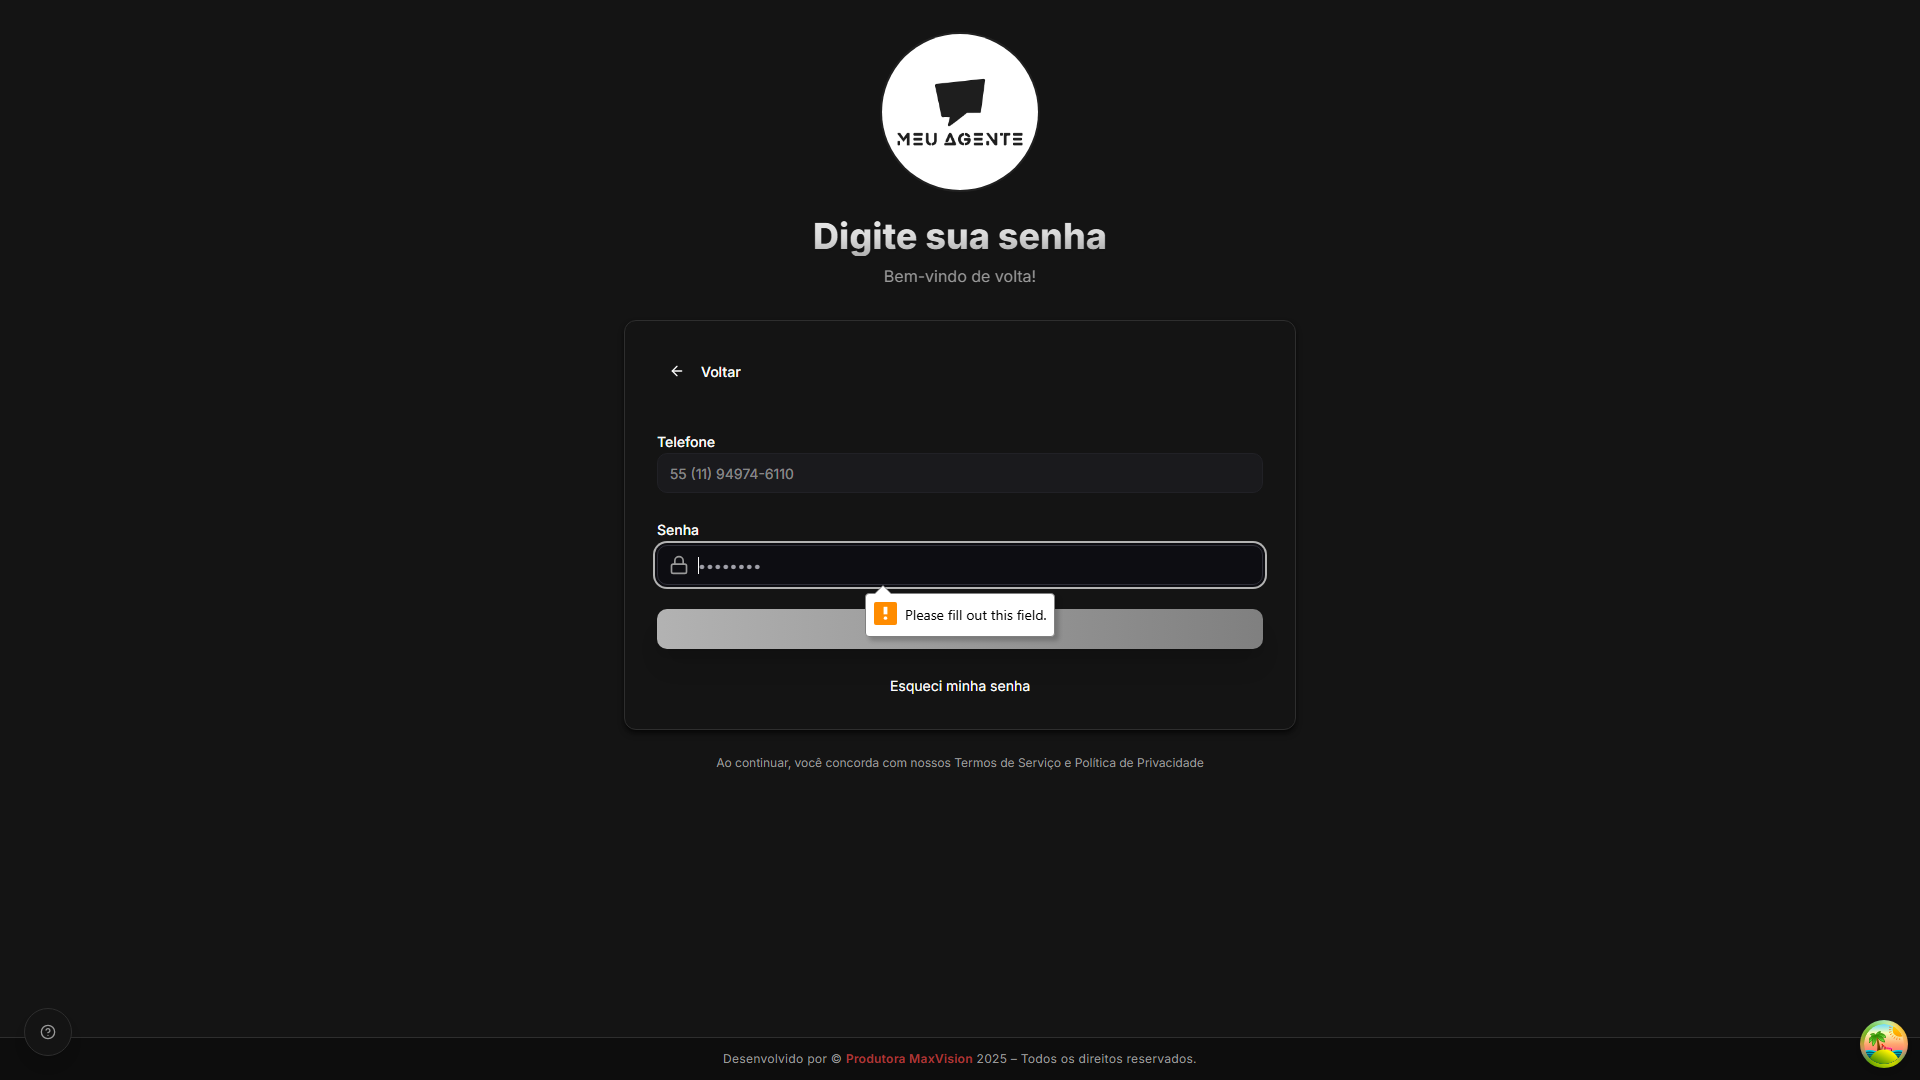 MEU AGENTE
Digite sua senha
Bem-vindo de volta!
Voltar
Telefone
55 (11) 94974-6110
Senha
••••••••
Please fill out this field.
Esqueci minha senha
Ao continuar, você concorda com nossos Termos de Serviço e Política de Privacidade
Desenvolvido por © Produtora MaxVision 2025 – Todos os direitos reservados.